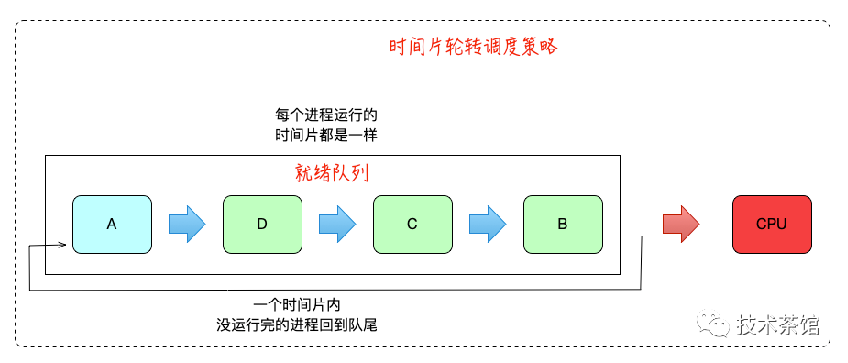 时间片轮转调度策略
每个进程运行的
时间片都是一样
就绪队列
A
D
C
B
CPU
一个时间片内
没运行完的进程回到队尾
技术茶馆